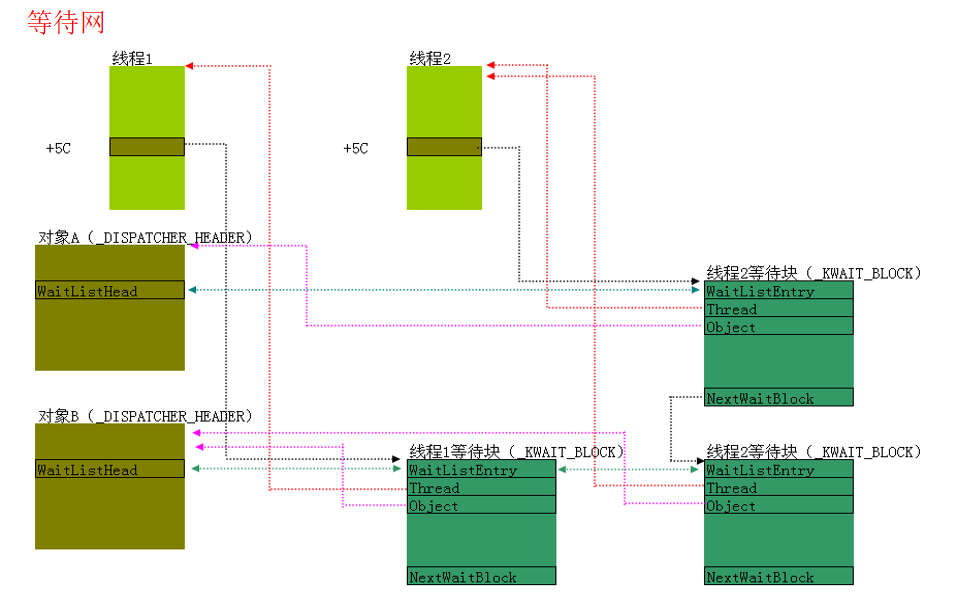 等待网
线程1
线程2
+5C
+5C
对象A（_DISPATCHER_HEADER）
线程2等待块（_KWAIT_BLOCK）
WaitListHead
WaitListEntry
Thread
Object
NextWaitBlock
对象B（_DISPATCHER_HEADER）
线程1等待块（_KWAIT_BLOCK）
线程2等待块（_KWAIT_BLOCK）
WaitListHead
WaitListEntry
WaitListEntry
Thread
Thread
Object
Object
NextWaitBlock
NextWaitBlock